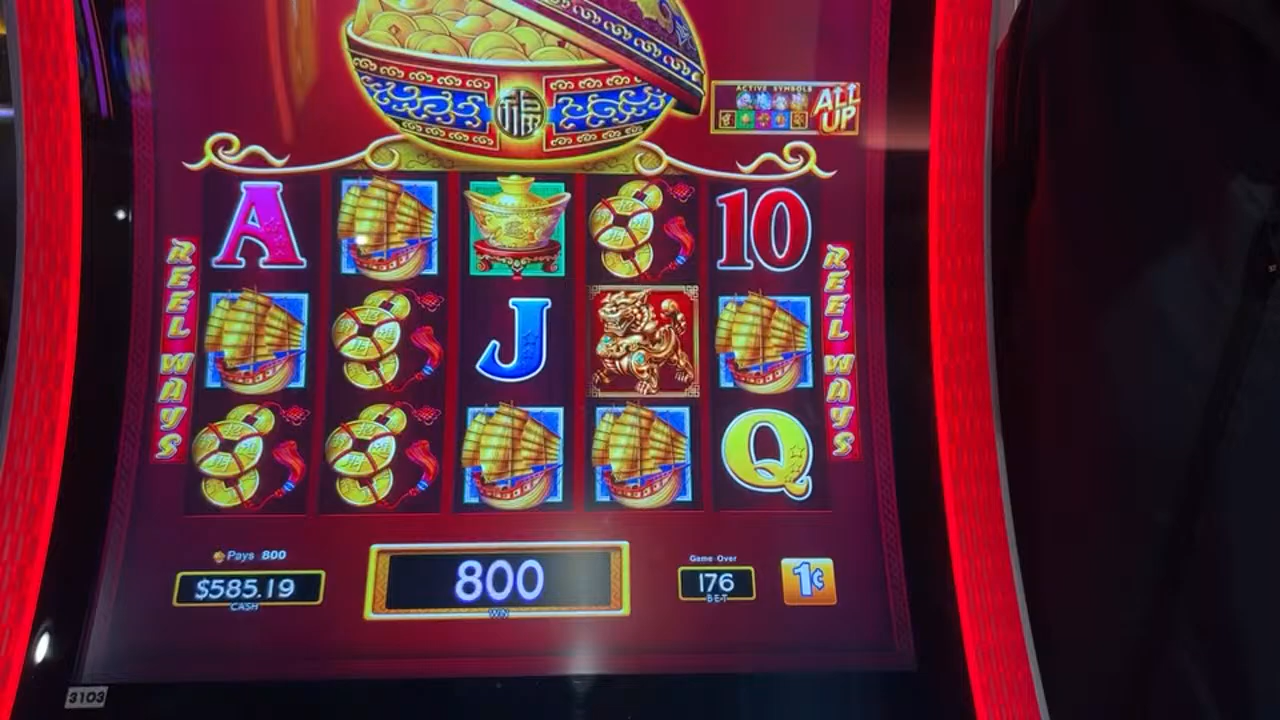 福
ACTIVE SYMBOLS
ALL
UP
A
10
REEL WAYS
J
REEL WAYS
Q
Pays 800
$585.19
CASH
800
WIN
Game Over
176
BET
1¢
3103